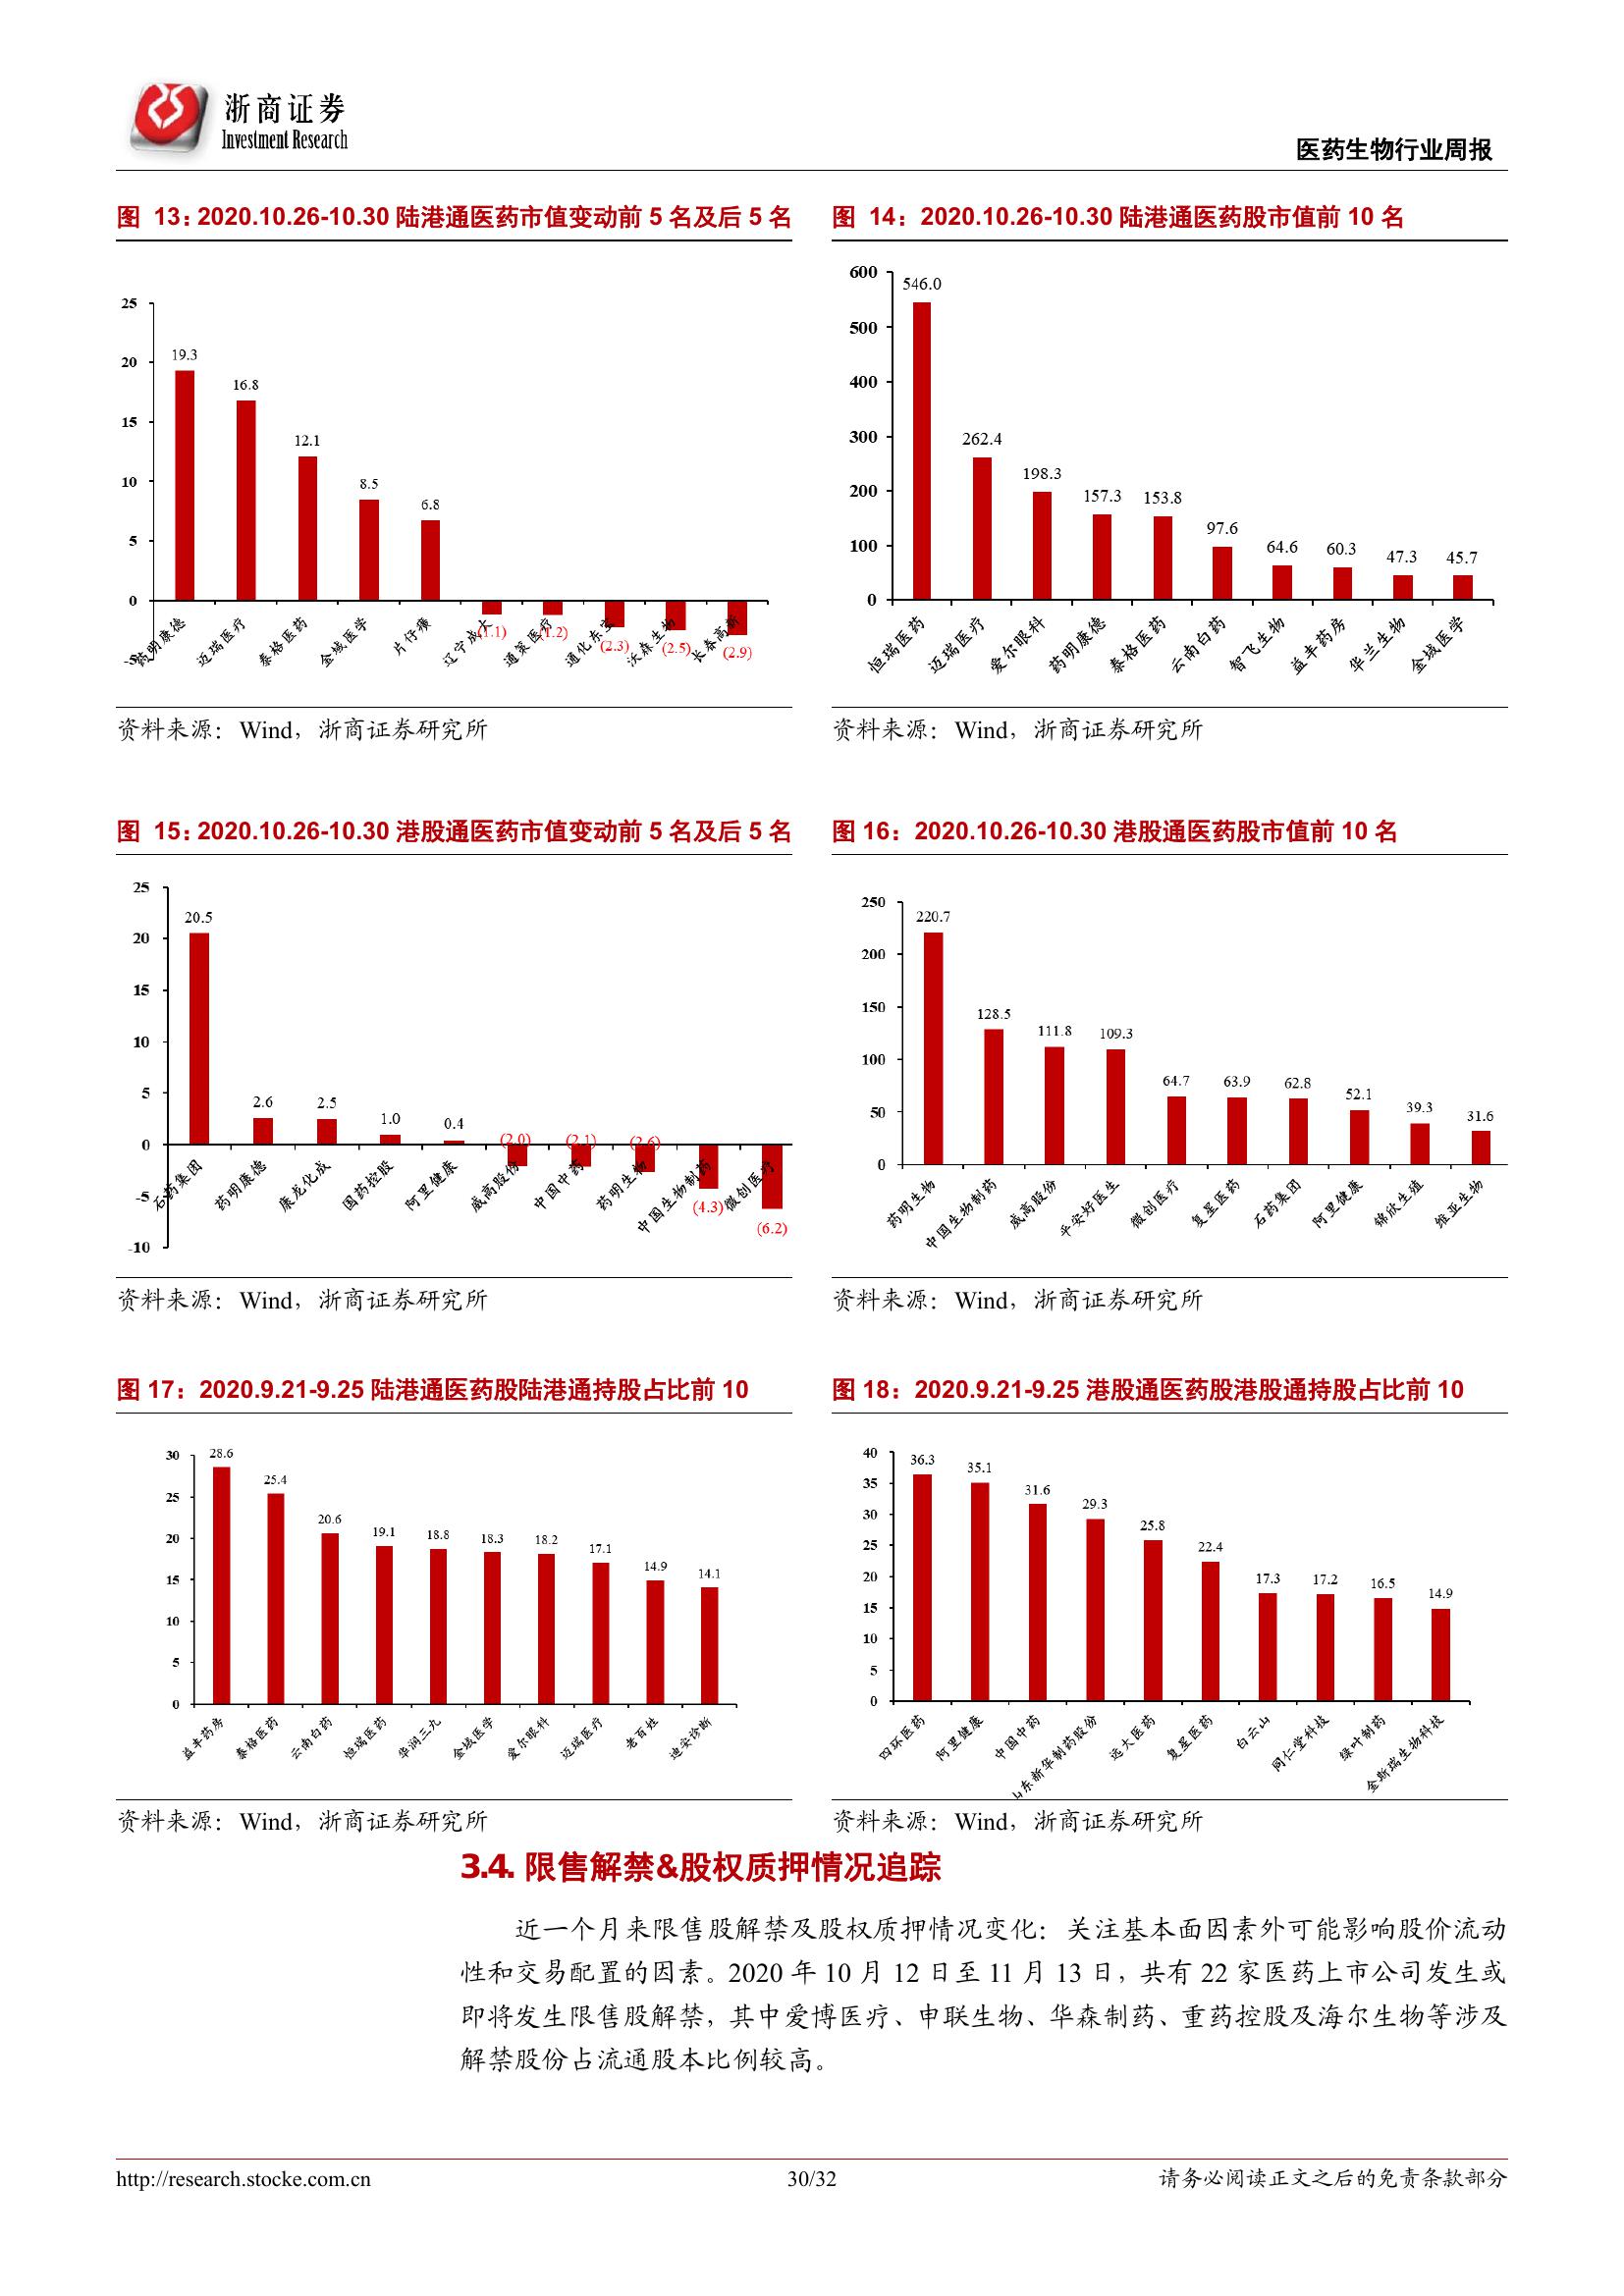 浙商证券
Investment Research
医药生物行业周报
图 13：2020.10.26-10.30 陆港通医药市值变动前 5 名及后 5 名
25
20
15
10
5
0
-5
19.3
16.8
12.1
8.5
6.8
(1.1)
(1.2)
(2.3)
(2.5)
(2.9)
药明康德
迈瑞医疗
泰格医药
金域医学
片仔癀
辽宁成大
通策医疗
通化东宝
沃森生物
长春高新
资料来源：Wind，浙商证券研究所
图 14：2020.10.26-10.30 陆港通医药股市值前 10 名
600
500
400
300
200
100
0
546.0
262.4
198.3
157.3
153.8
97.6
64.6
60.3
47.3
45.7
恒瑞医药
迈瑞医疗
爱尔眼科
药明康德
泰格医药
云南白药
智飞生物
益丰药房
华兰生物
金域医学
资料来源：Wind，浙商证券研究所
图 15：2020.10.26-10.30 港股通医药市值变动前 5 名及后 5 名
25
20
15
10
5
0
-5
-10
20.5
2.6
2.5
1.0
0.4
(2.0)
(2.1)
(2.6)
(4.3)
(6.2)
石药集团
药明康德
康龙化成
国药控股
阿里健康
威高股份
中国中药
药明生物
中国生物制药
微创医疗
资料来源：Wind，浙商证券研究所
图 16：2020.10.26-10.30 港股通医药股市值前 10 名
250
200
150
100
50
0
220.7
128.5
111.8
109.3
64.7
63.9
62.8
52.1
39.3
31.6
药明生物
中国生物制药
威高股份
平安好医生
微创医疗
复星医药
石药集团
阿里健康
锦欣生殖
维亚生物
资料来源：Wind，浙商证券研究所
图 17：2020.9.21-9.25 陆港通医药股陆港通持股占比前 10
30
25
20
15
10
5
0
28.6
25.4
20.6
19.1
18.8
18.3
18.2
17.1
14.9
14.1
益丰药房
泰格医药
云南白药
恒瑞医药
华润三九
金域医学
爱尔眼科
迈瑞医疗
老百姓
迪安诊断
资料来源：Wind，浙商证券研究所
图 18：2020.9.21-9.25 港股通医药股港股通持股占比前 10
40
35
30
25
20
15
10
5
0
36.3
35.1
31.6
29.3
25.8
22.4
17.3
17.2
16.5
14.9
四环医药
阿里健康
中国中药
山东新华制药股份
远大医药
复星医药
白云山
同仁堂科技
绿叶制药
金斯瑞生物科技
资料来源：Wind，浙商证券研究所
3.4. 限售解禁&股权质押情况追踪
近一个月来限售股解禁及股权质押情况变化：关注基本面因素外可能影响股价流动
性和交易配置的因素。2020 年 10 月 12 日至 11 月 13 日，共有 22 家医药上市公司发生或
即将发生限售股解禁，其中爱博医疗、申联生物、华森制药、重药控股及海尔生物等涉及
解禁股份占流通股本比例较高。
http://research.stocke.com.cn
30/32
请务必阅读正文之后的免责条款部分